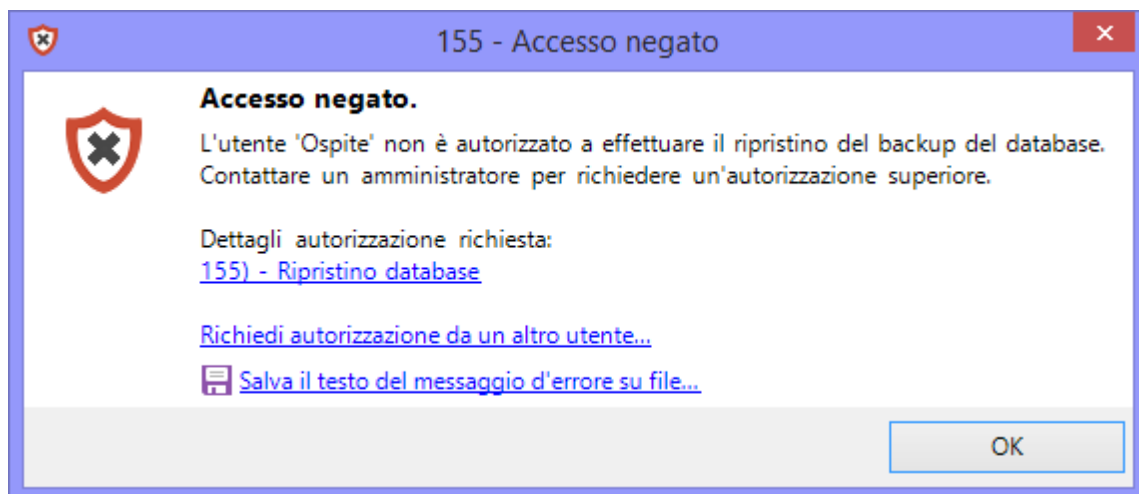 155 - Accesso negato
Accesso negato.
L'utente 'Ospite' non è autorizzato a effettuare il ripristino del backup del database.
Contattare un amministratore per richiedere un'autorizzazione superiore.
Dettagli autorizzazione richiesta:
155) - Ripristino database
Richiedi autorizzazione da un altro utente...
Salva il testo del messaggio d'errore su file...
OK